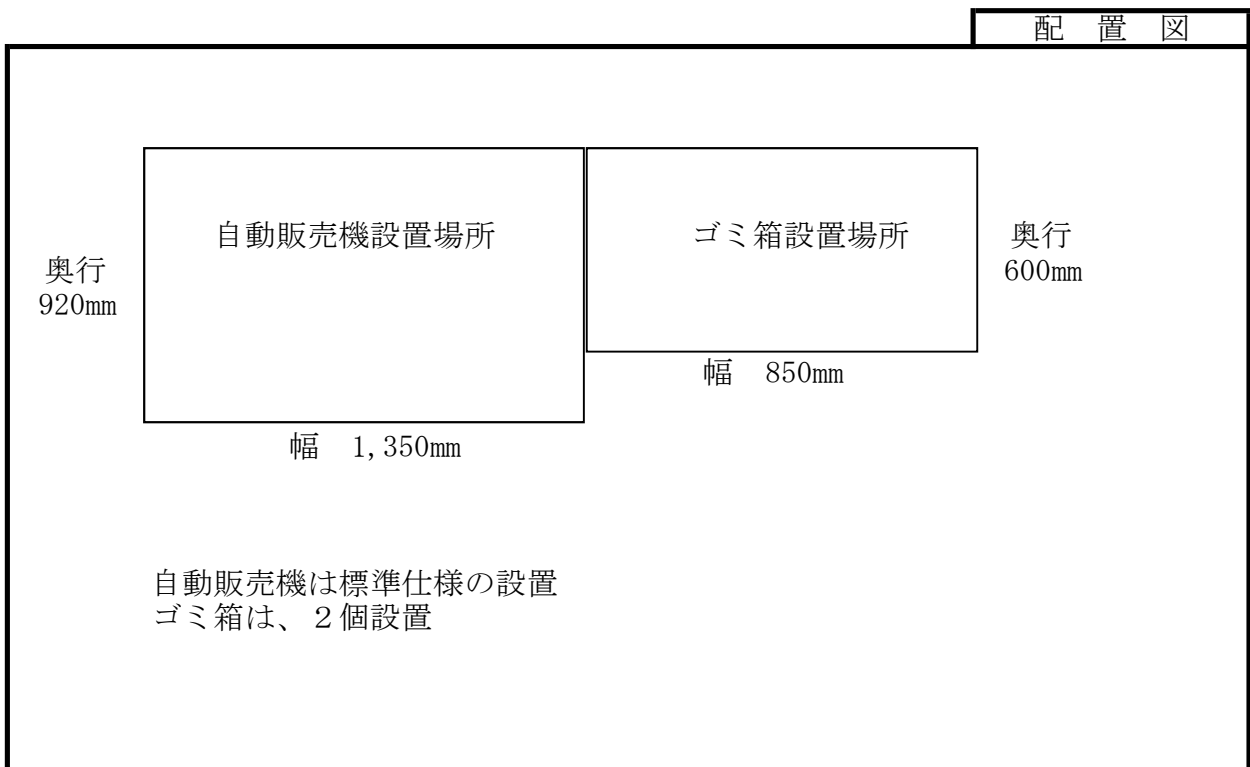 配　置　図
自動販売機設置場所
ゴミ箱設置場所
奥行
920㎜
奥行
600㎜
幅　850㎜
幅　1,350㎜
自動販売機は標準仕様の設置
ゴミ箱は、２個設置